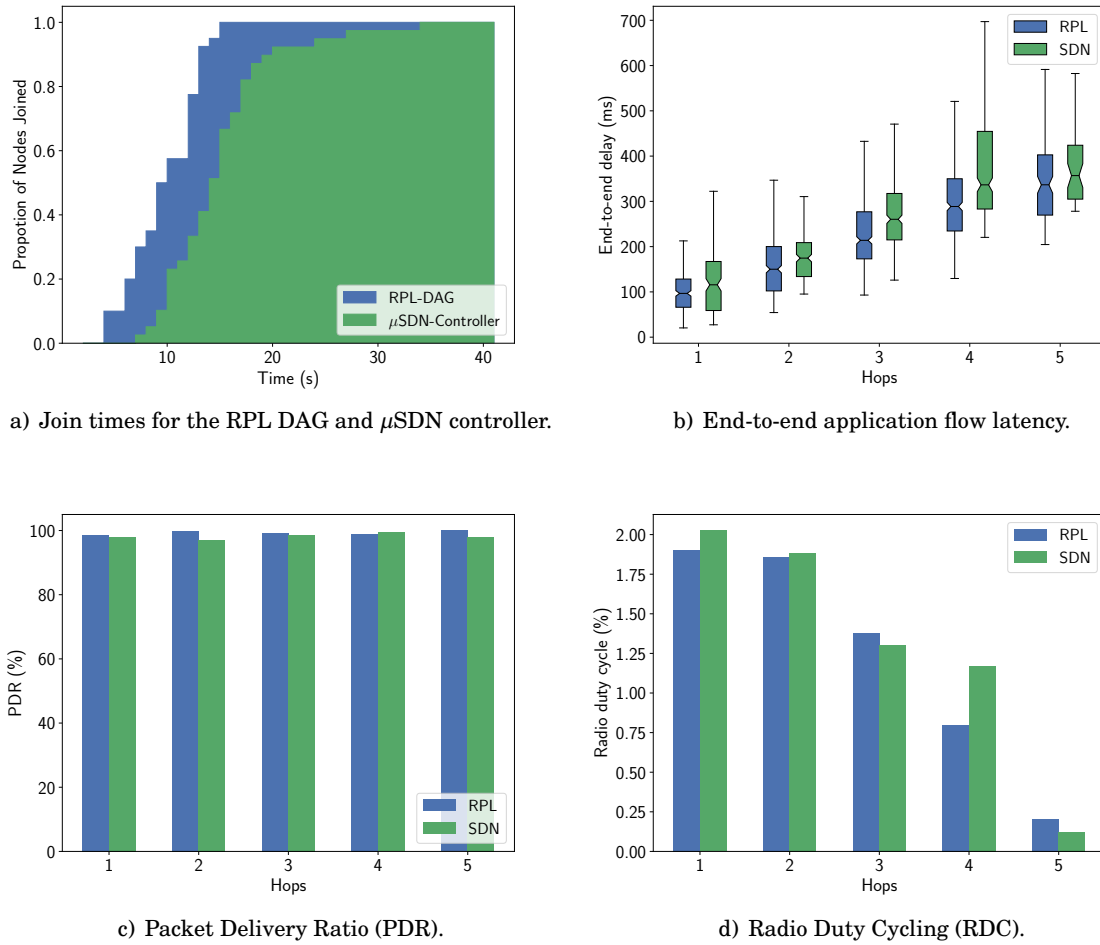 1.0
0.8
0.6
0.4
0.2
0.0
Propotion of Nodes Joined
RPL-DAG
μSDN-Controller
10
20
30
40
Time (s)
a) Join times for the RPL DAG and μSDN controller.
700
600
500
400
300
200
100
0
End-to-end delay (ms)
RPL
SDN
1
2
3
4
5
Hops
b) End-to-end application flow latency.
100
80
60
40
20
0
PDR (%)
RPL
SDN
1
2
3
4
5
Hops
c) Packet Delivery Ratio (PDR).
2.00
1.75
1.50
1.25
1.00
0.75
0.50
0.25
0.00
Radio duty cycle (%)
RPL
SDN
1
2
3
4
5
Hops
d) Radio Duty Cycling (RDC).